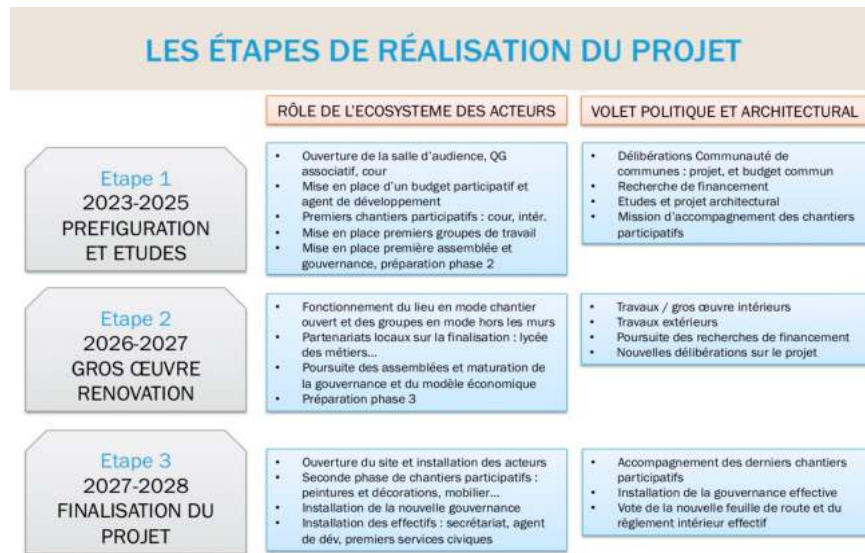 LES ÉTAPES DE RÉALISATION DU PROJET
RÔLE DE L'ECOSYSTEME DES ACTEURS
VOLET POLITIQUE ET ARCHITECTURAL
Etape 1
2023-2025
PREFIGURATION
ET ETUDES
• Ouverture de la salle d'audience, QG
associatif, cour
• Mise en place d'un budget participatif et
agent de développement
• Premiers chantiers participatifs : cour, intér.
• Mise en place premiers groupes de travail
• Mise en place première assemblée et
gouvernance, préparation phase 2
• Délibérations Communauté de
communes : projet, et budget commun
• Recherche de financement
• Etudes et projet architectural
• Mission d'accompagnement des chantiers
participatifs
Etape 2
2026-2027
GROS ŒUVRE
RENOVATION
• Fonctionnement du lieu en mode chantier
ouvert et des groupes en mode hors les murs
• Partenariats locaux sur la finalisation : lycée
des métiers...
• Poursuite des assemblées et maturation de
la gouvernance et du modèle économique
• Préparation phase 3
• Travaux / gros œuvre intérieurs
• Travaux extérieurs
• Poursuite des recherches de financement
• Nouvelles délibérations sur le projet
Etape 3
2027-2028
FINALISATION DU
PROJET
• Ouverture du site et installation des acteurs
• Seconde phase de chantiers participatifs :
peintures et décorations, mobilier...
• Installation de la nouvelle gouvernance
• Installation des effectifs : secrétariat, agent
de dév, premiers services civiques
• Accompagnement des derniers chantiers
participatifs
• Installation de la gouvernance effective
• Vote de la nouvelle feuille de route et du
règlement intérieur effectif